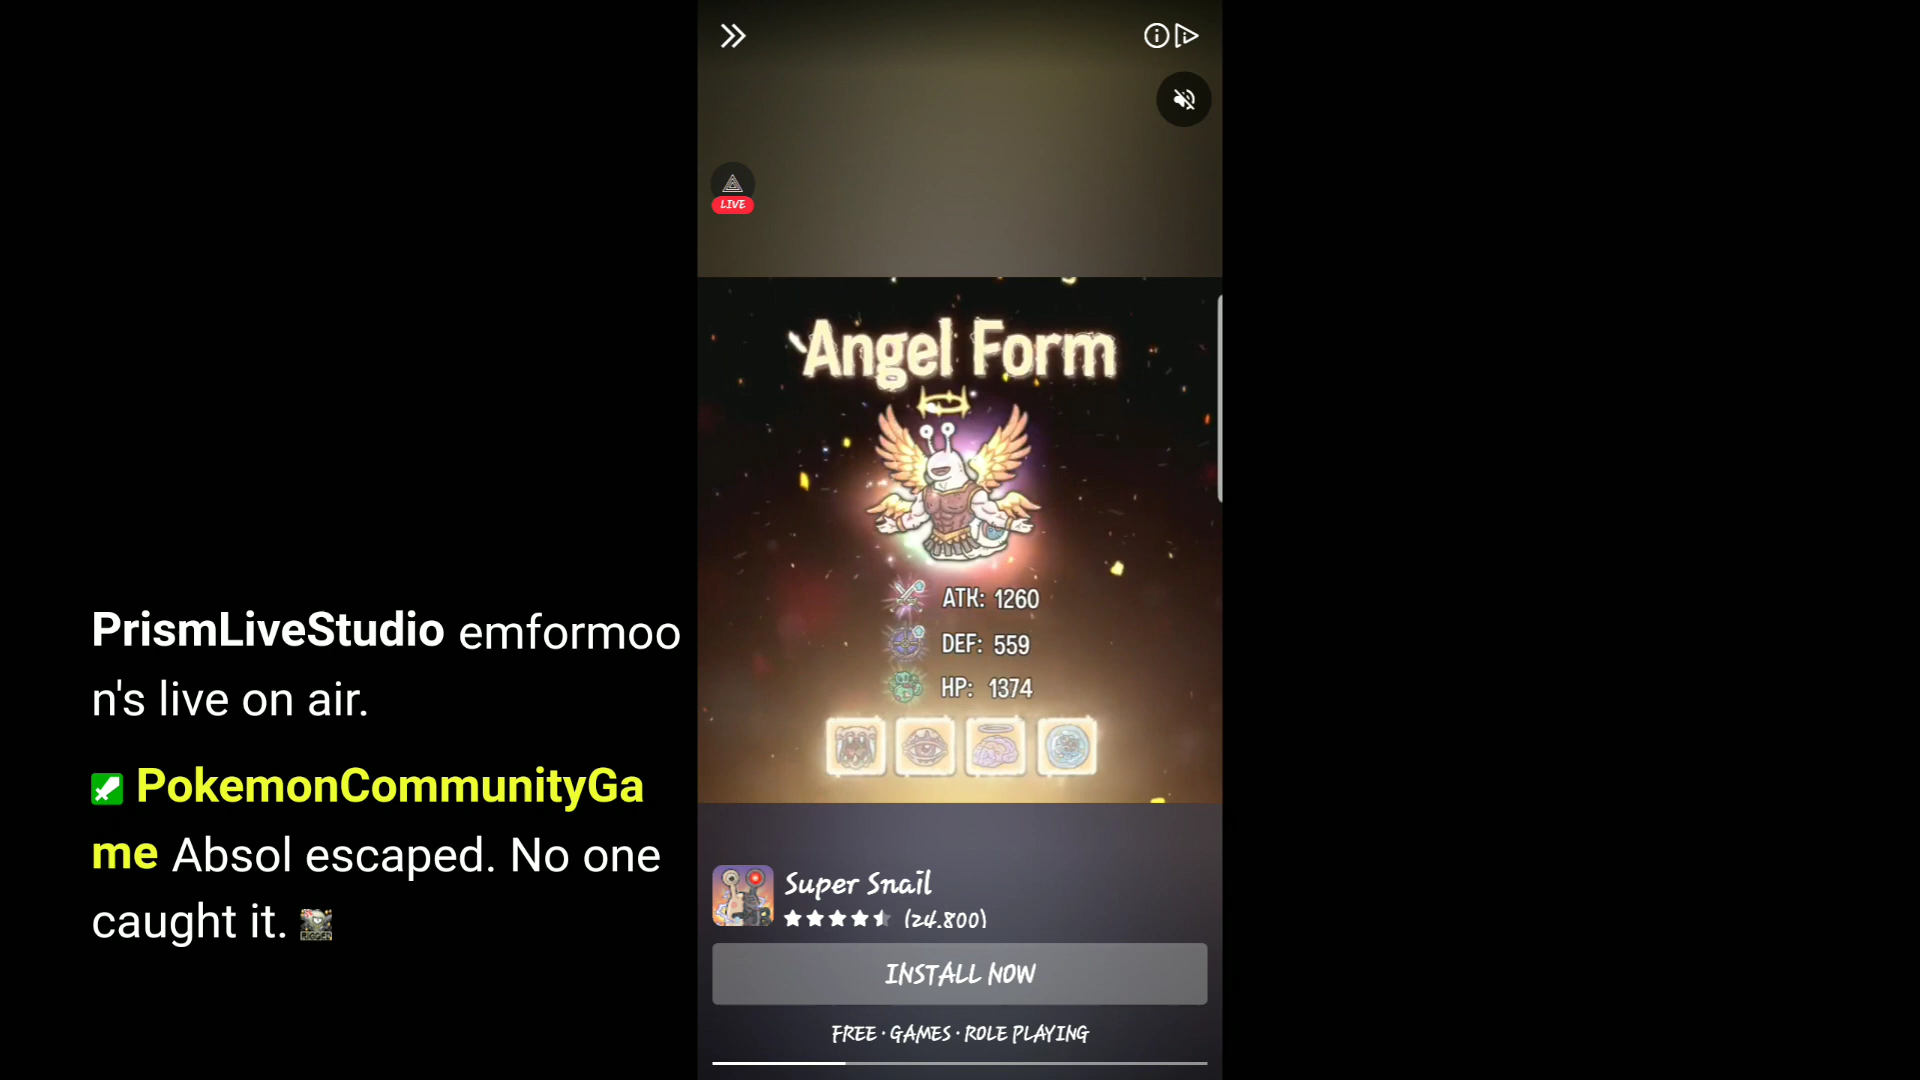 LIVE
Angel Form
ATK: 1260
DEF: 559
HP: 1374
PrismLiveStudio emformoo
n's live on air.
PokemonCommunityGa
me Absol escaped. No one
caught it.
Super Snail
(24.800)
INSTALL NOW
FREE · GAMES · ROLE PLAYING